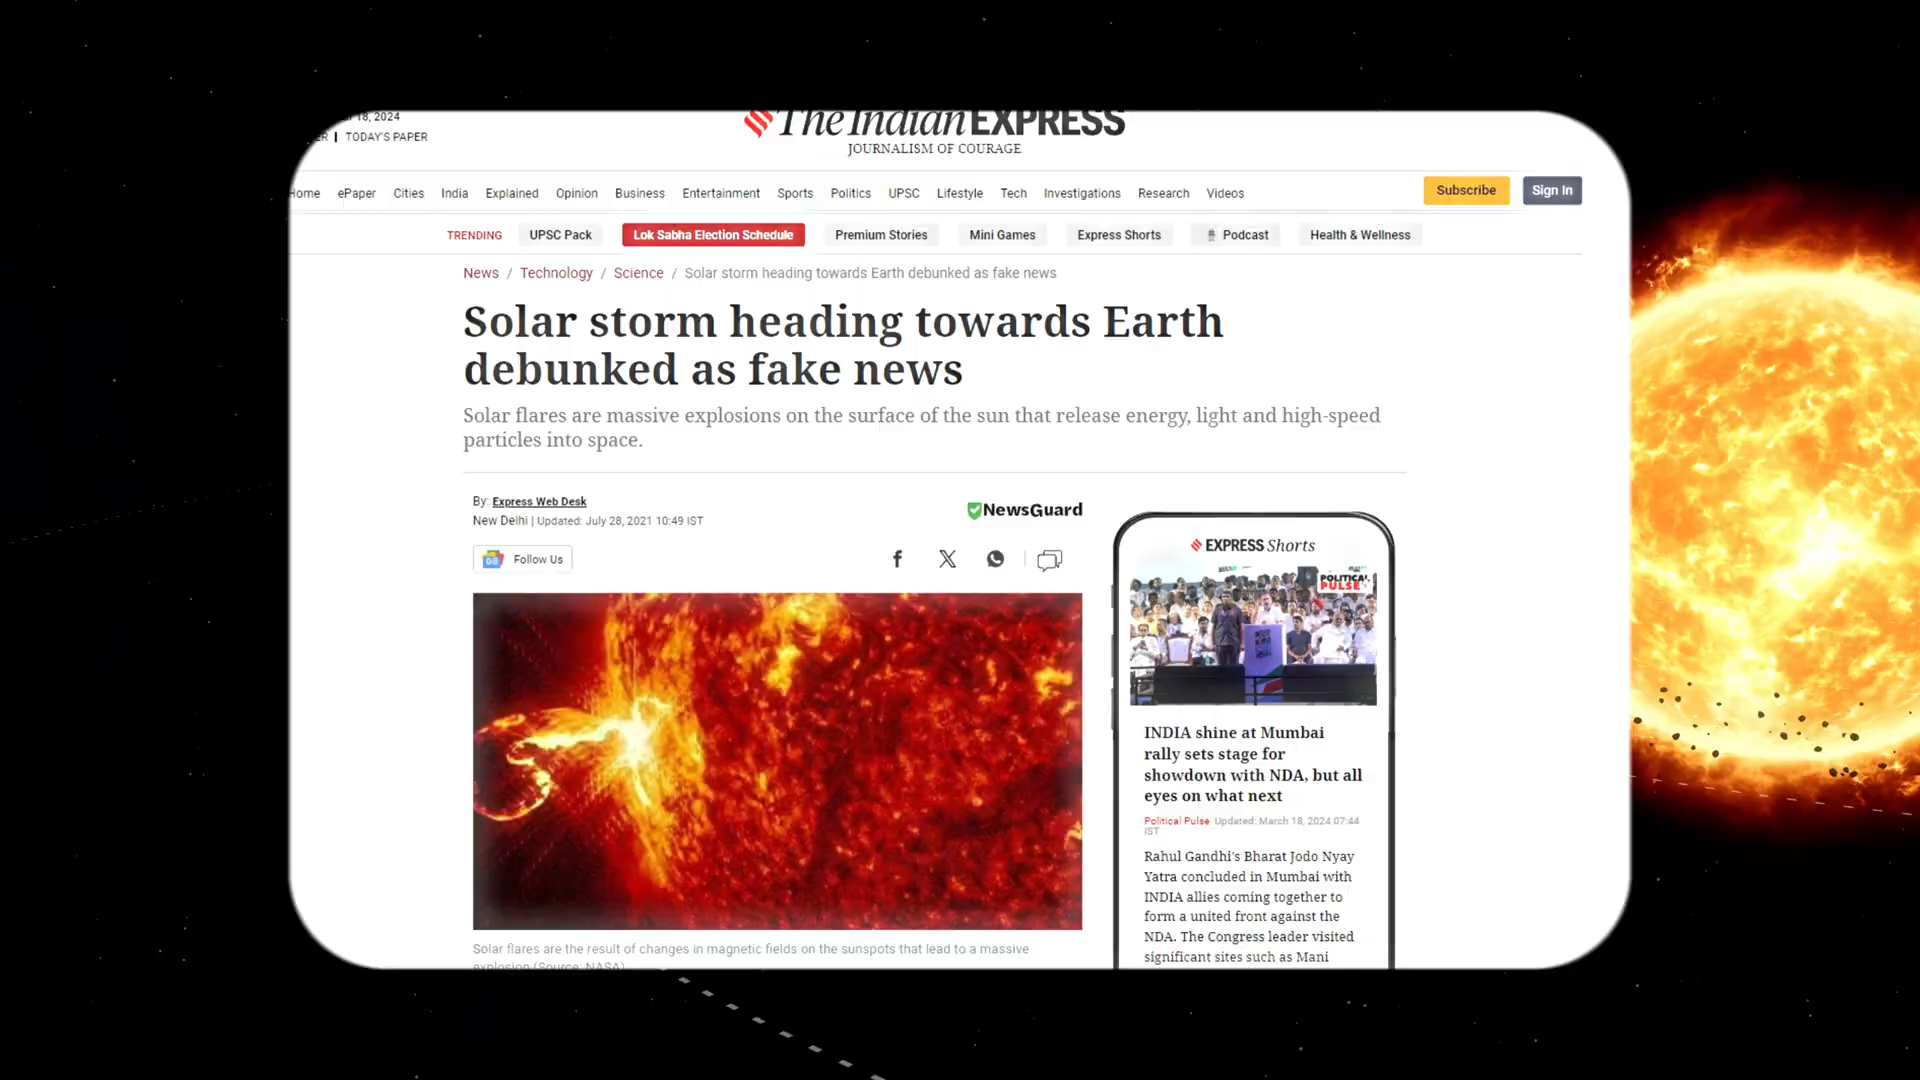 18, 2024
ER | TODAY'S PAPER
The Indian EXPRESS
JOURNALISM OF COURAGE
Home ePaper Cities India Explained Opinion Business Entertainment Sports Politics UPSC Lifestyle Tech Investigations Research Videos Subscribe Sign In
TRENDING UPSC Pack Lok Sabha Election Schedule Premium Stories Mini Games Express Shorts Podcast Health & Wellness
News / Technology / Science / Solar storm heading towards Earth debunked as fake news
Solar storm heading towards Earth
debunked as fake news
Solar flares are massive explosions on the surface of the sun that release energy, light and high-speed
particles into space.
By: Express Web Desk
New Delhi | Updated: July 28, 2021 10:49 IST
NewsGuard
Follow Us
Solar flares are the result of changes in magnetic fields on the sunspots that lead to a massive
explosion (Source: NASA)
EXPRESS Shorts
POLITICAL
PULSE
INDIA shine at Mumbai
rally sets stage for
showdown with NDA, but all
eyes on what next
Political Pulse Updated: March 18, 2024 07:44
IST
Rahul Gandhi's Bharat Jodo Nyay
Yatra concluded in Mumbai with
INDIA allies coming together to
form a united front against the
NDA. The Congress leader visited
significant sites such as Mani